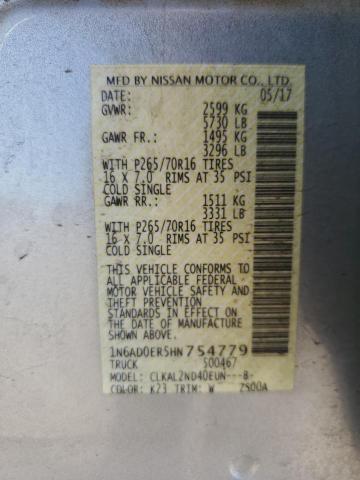 MFD BY NISSAN MOTOR CO., LTD.
DATE: 05/17
GVWR: 2599 KG
5730 LB
GAWR FR.: 1495 KG
3296 LB
WITH P265/70R16 TIRES
16 X 7.0 RIMS AT 35 PSI
COLD SINGLE
GAWR RR.: 1511 KG
3331 LB
WITH P265/70R16 TIRES
16 X 7.0 RIMS AT 35 PSI
COLD SINGLE
THIS VEHICLE CONFORMS TO
ALL APPLICABLE FEDERAL
MOTOR VEHICLE SAFETY AND
THEFT PREVENTION
STANDARDS IN EFFECT ON
THE DATE OF MANUFACTURE
SHOWN ABOVE
1N6AD0ER5HN754779
TRUCK S00467
MODEL: CLKAL2ND40EUN---B-
COLOR: K23 TRIM: W ZS00A